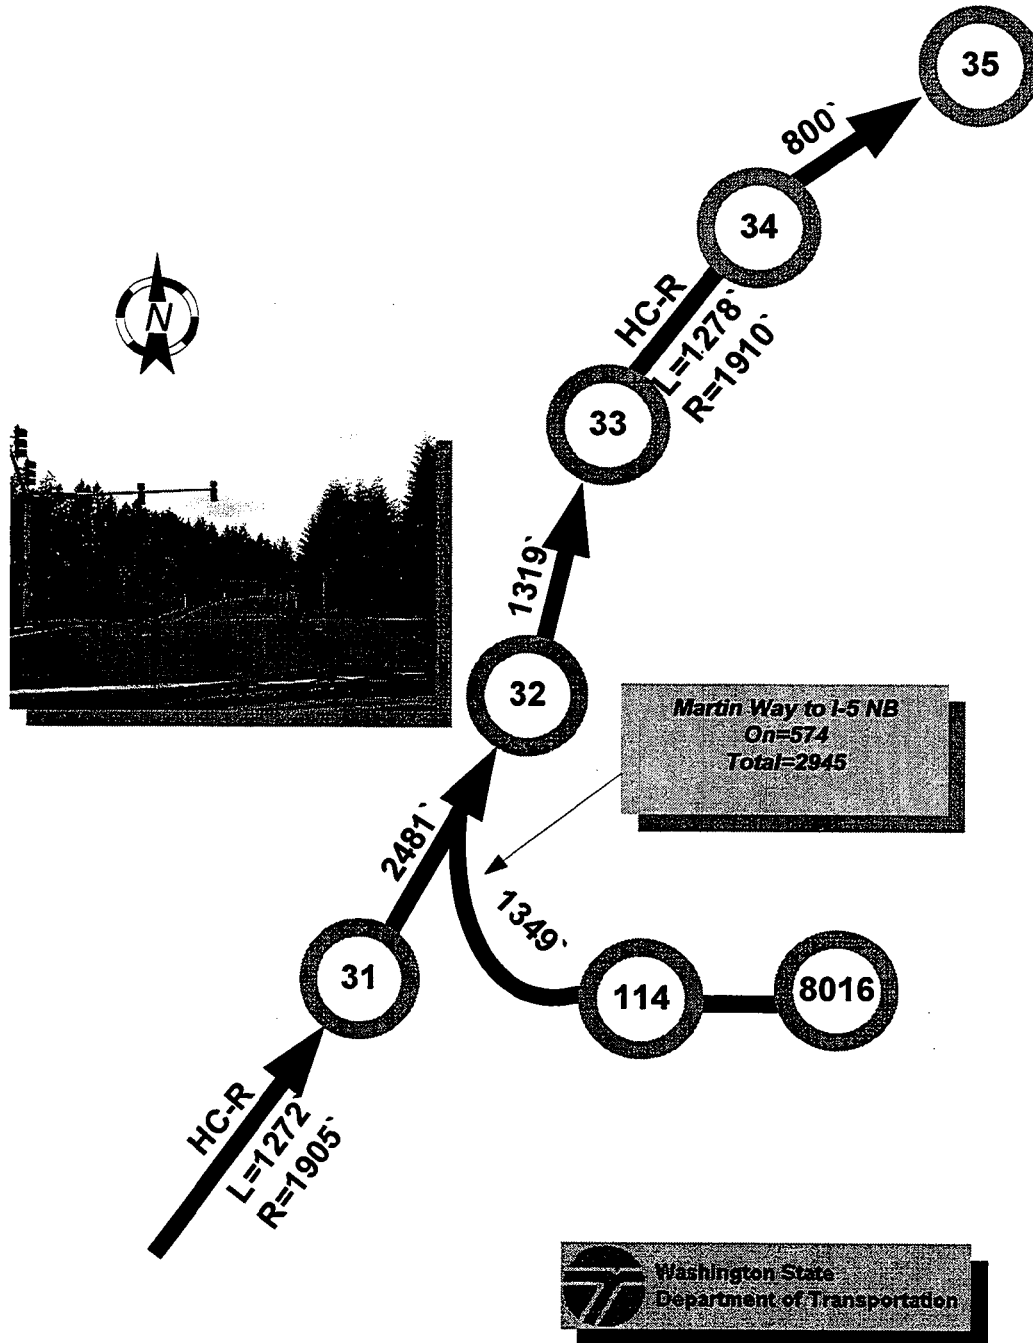 35
800`
34
HC-R
L=1278`
R=1910`
N
33
1319`
32
Martin Way to I-5 NB
On=574
Total=2945
2481`
1349`
31
114
8016
HC-R
L=1272`
R=1905`
Washington State
Department of Transportation